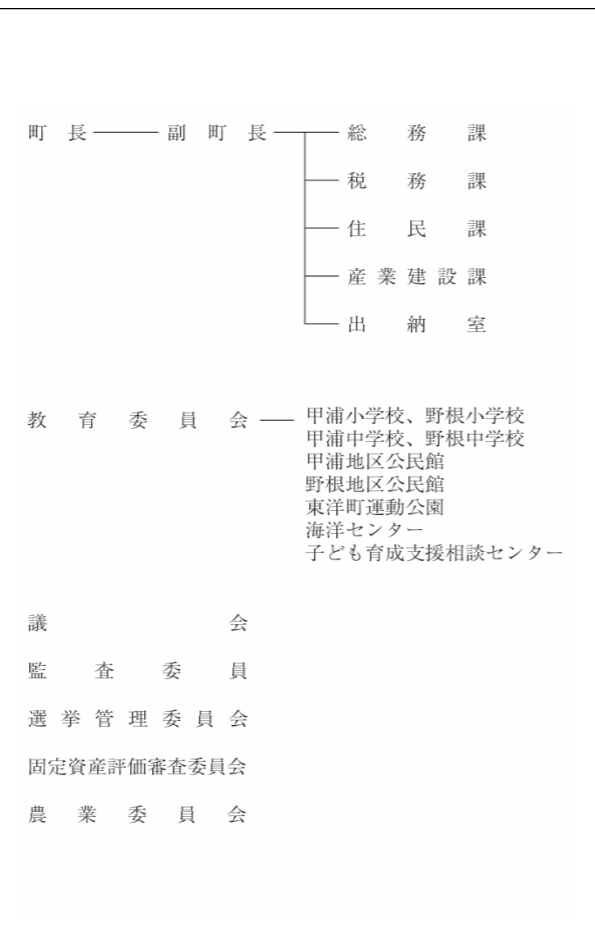 町長 副町長 総務課
税務課
住民課
産業建設課
出納室
教育委員会 甲浦小学校、野根小学校
甲浦中学校、野根中学校
甲浦地区公民館
野根地区公民館
東洋町運動公園
海洋センター
子ども育成支援相談センター
議会
監査委員
選挙管理委員会
固定資産評価審査委員会
農業委員会